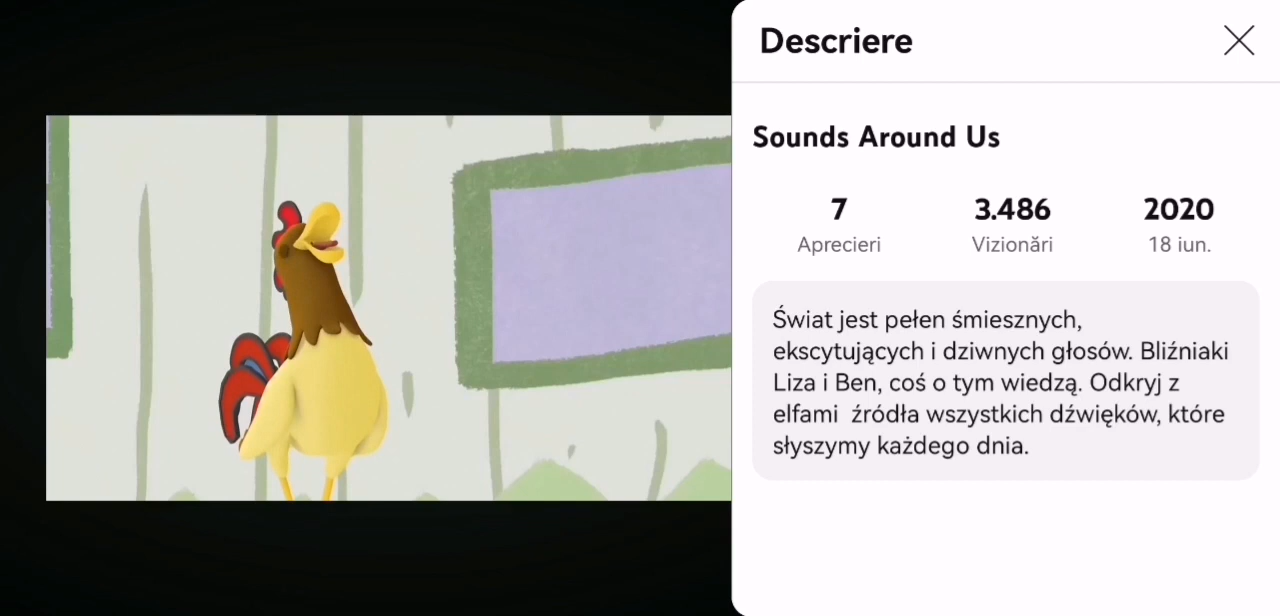 Descriere
Sounds Around Us
7
Aprecieri
3.486
Vizionări
2020
18 iun.
Świat jest pełen śmiesznych,
ekscytujących i dziwnych głosów. Bliźniaki
Liza i Ben, coś o tym wiedzą. Odkryj z
elfami  źródła wszystkich dźwięków, które
słyszymy każdego dnia.